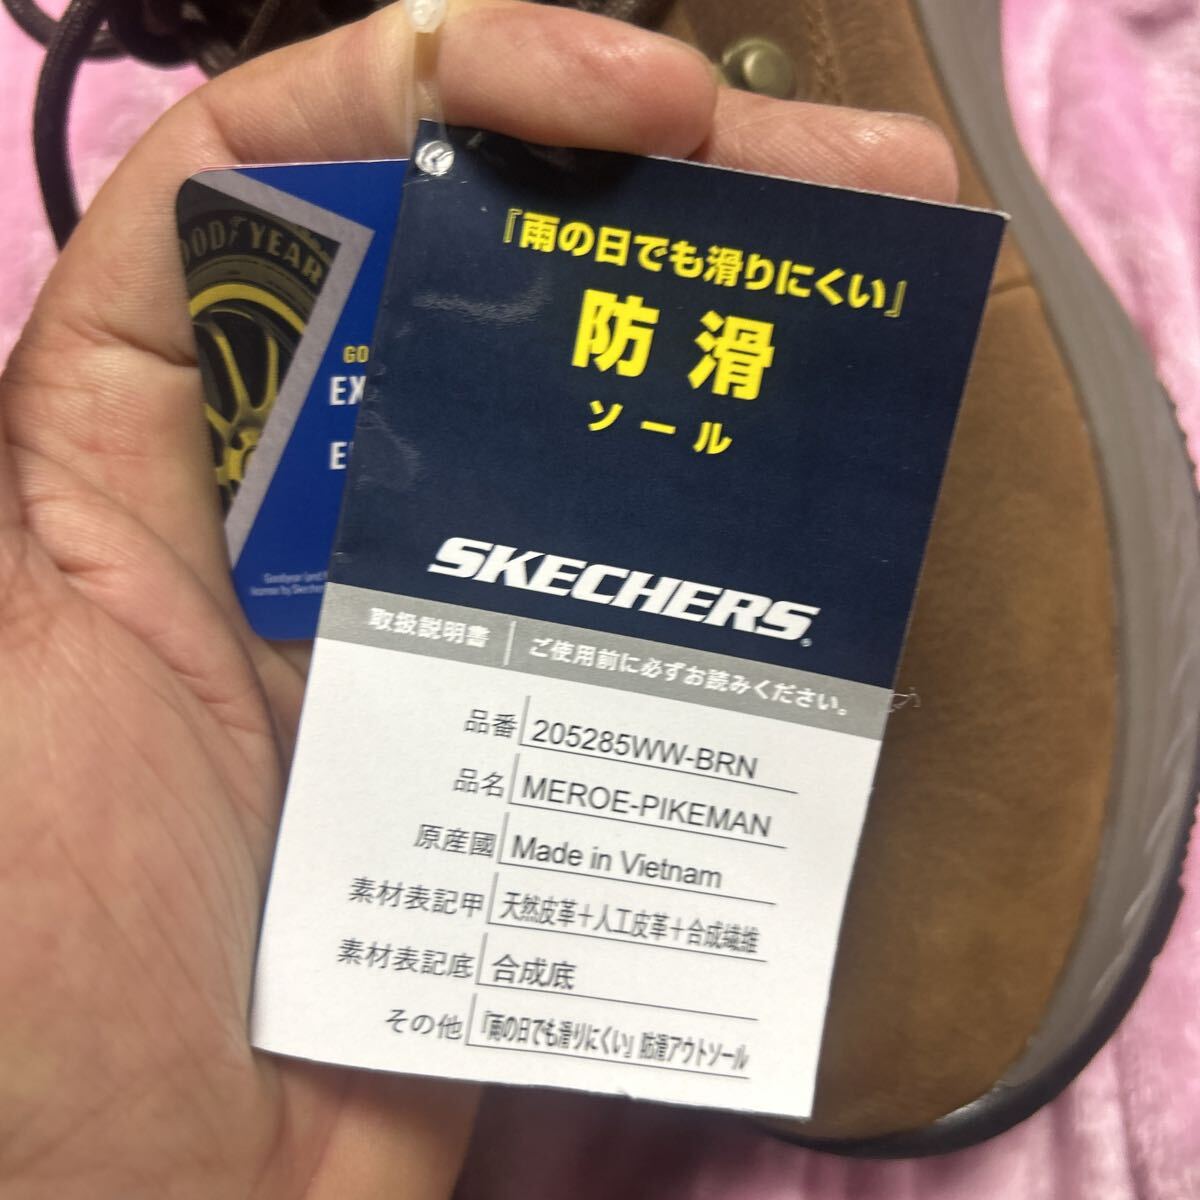 『雨の日でも滑りにくい』
防滑
ソール
SKECHERS
取扱説明書 ご使用前に必ずお読みください。
品番 205285WW-BRN
品名 MEROE-PIKEMAN
原産國 Made in Vietnam
素材表記甲 天然皮革＋人工皮革＋合成繊維
素材表記底 合成底
その他 『雨の日でも滑りにくい』防滑アウトソール
GOODYEAR
GO
EX